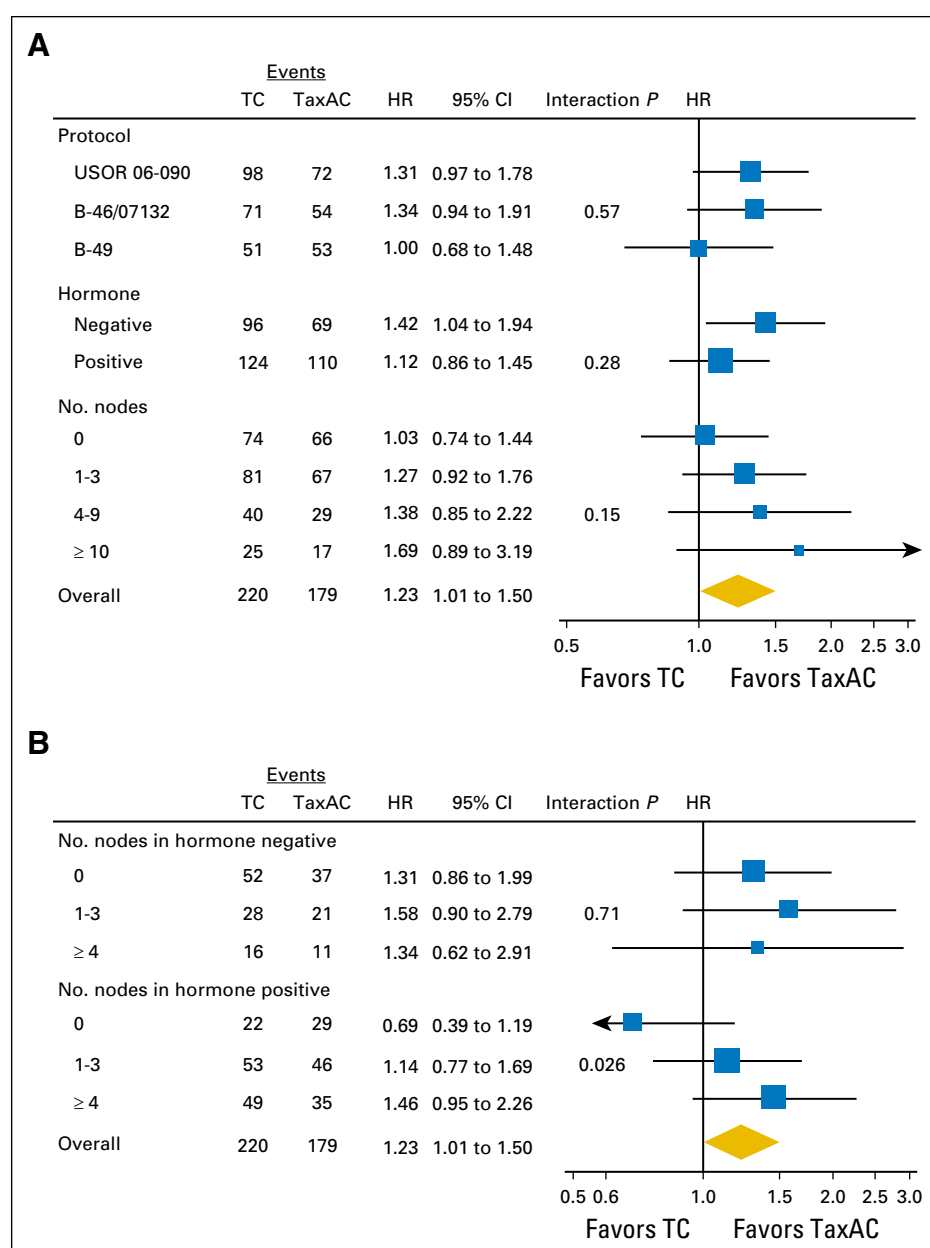 A
Events
TC TaxAC HR 95% CI Interaction P HR
Protocol
USOR 06-090 98 72 1.31 0.97 to 1.78
B-46/07132 71 54 1.34 0.94 to 1.91 0.57
B-49 51 53 1.00 0.68 to 1.48
Hormone
Negative 96 69 1.42 1.04 to 1.94
Positive 124 110 1.12 0.86 to 1.45 0.28
No. nodes
0 74 66 1.03 0.74 to 1.44
1-3 81 67 1.27 0.92 to 1.76
4-9 40 29 1.38 0.85 to 2.22 0.15
≥ 10 25 17 1.69 0.89 to 3.19
Overall 220 179 1.23 1.01 to 1.50
0.5 1.0 1.5 2.0 2.5 3.0
Favors TC Favors TaxAC
B
Events
TC TaxAC HR 95% CI Interaction P HR
No. nodes in hormone negative
0 52 37 1.31 0.86 to 1.99
1-3 28 21 1.58 0.90 to 2.79 0.71
≥ 4 16 11 1.34 0.62 to 2.91
No. nodes in hormone positive
0 22 29 0.69 0.39 to 1.19
1-3 53 46 1.14 0.77 to 1.69 0.026
≥ 4 49 35 1.46 0.95 to 2.26
Overall 220 179 1.23 1.01 to 1.50
0.5 0.6 1.0 1.5 2.0 2.5 3.0
Favors TC Favors TaxAC